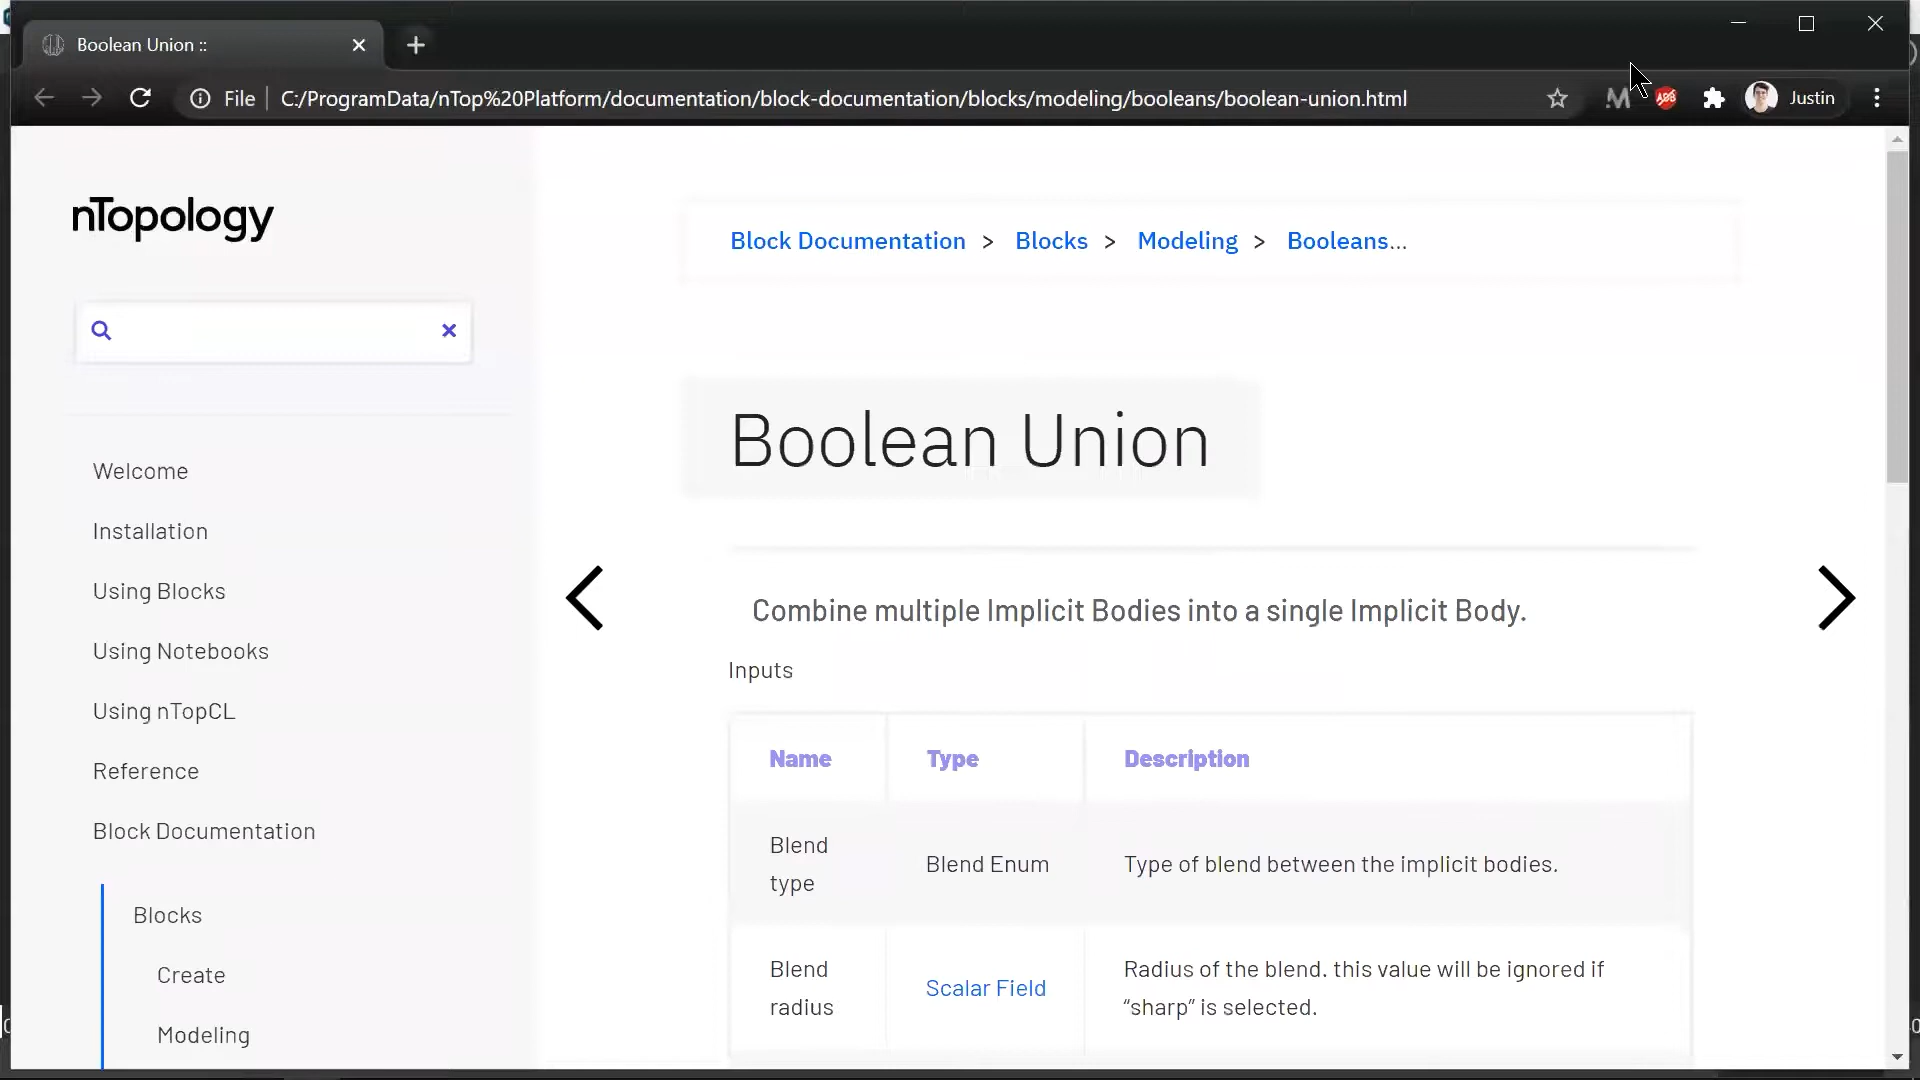 Boolean Union ::
File
C:/ProgramData/nTop%20Platform/documentation/block-documentation/blocks/modeling/booleans/boolean-union.html
ABP
Justin
nTopology
Block Documentation > Blocks > Modeling > Booleans...
Boolean Union
Welcome
Installation
Using Blocks
Using Notebooks
Using nTopCL
Reference
Block Documentation
Blocks
Create
Modeling
Combine multiple Implicit Bodies into a single Implicit Body.
Inputs
Name Type Description
Blend type Blend Enum Type of blend between the implicit bodies.
Blend radius Scalar Field Radius of the blend. this value will be ignored if
“sharp” is selected.